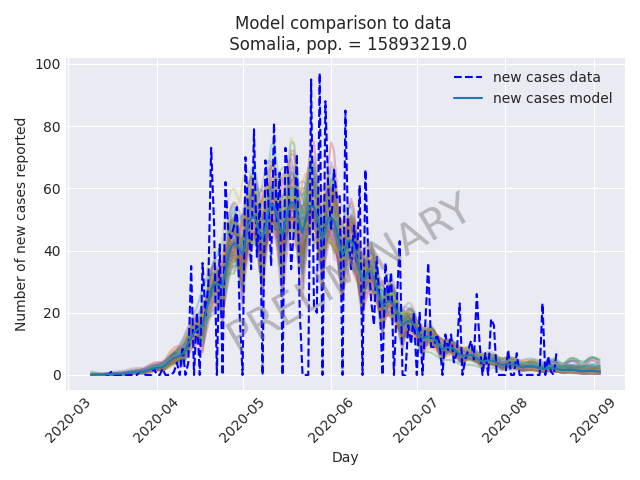 Model comparison to data
Somalia, pop. = 15893219.0
new cases data
new cases model
Number of new cases reported
100
80
60
40
20
0
PRELIMINARY
2020-03
2020-04
2020-05
2020-06
2020-07
2020-08
2020-09
Day